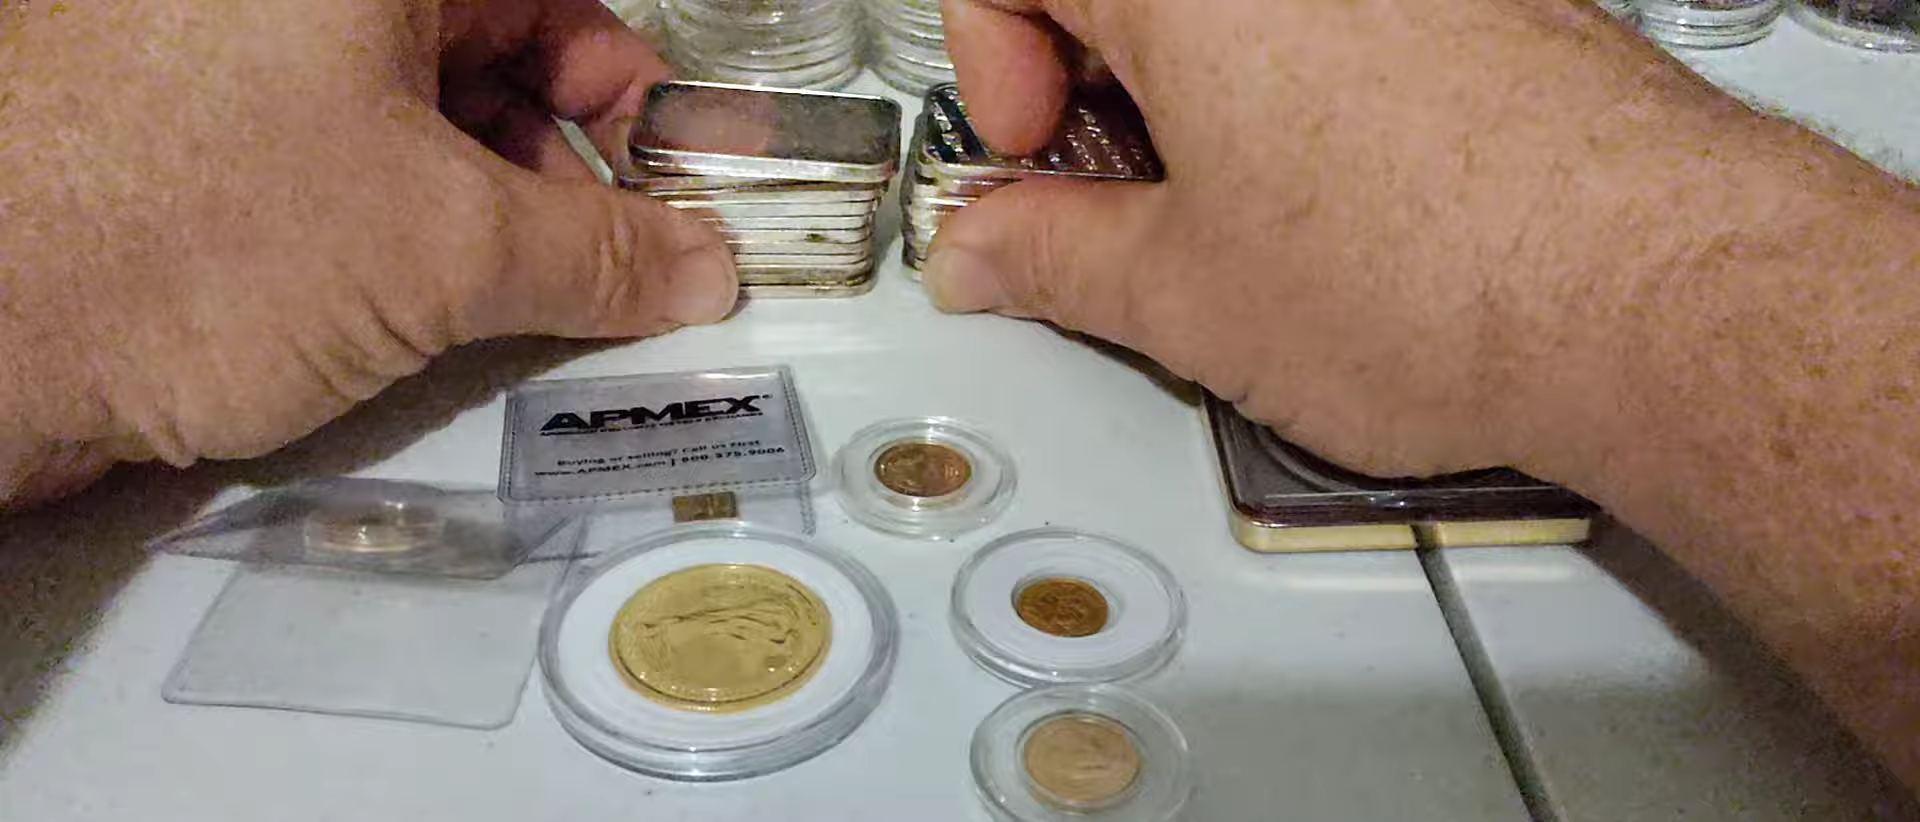 APMEX®
Buying or selling? Call us First
www.APMEX.com | 800.375.9006